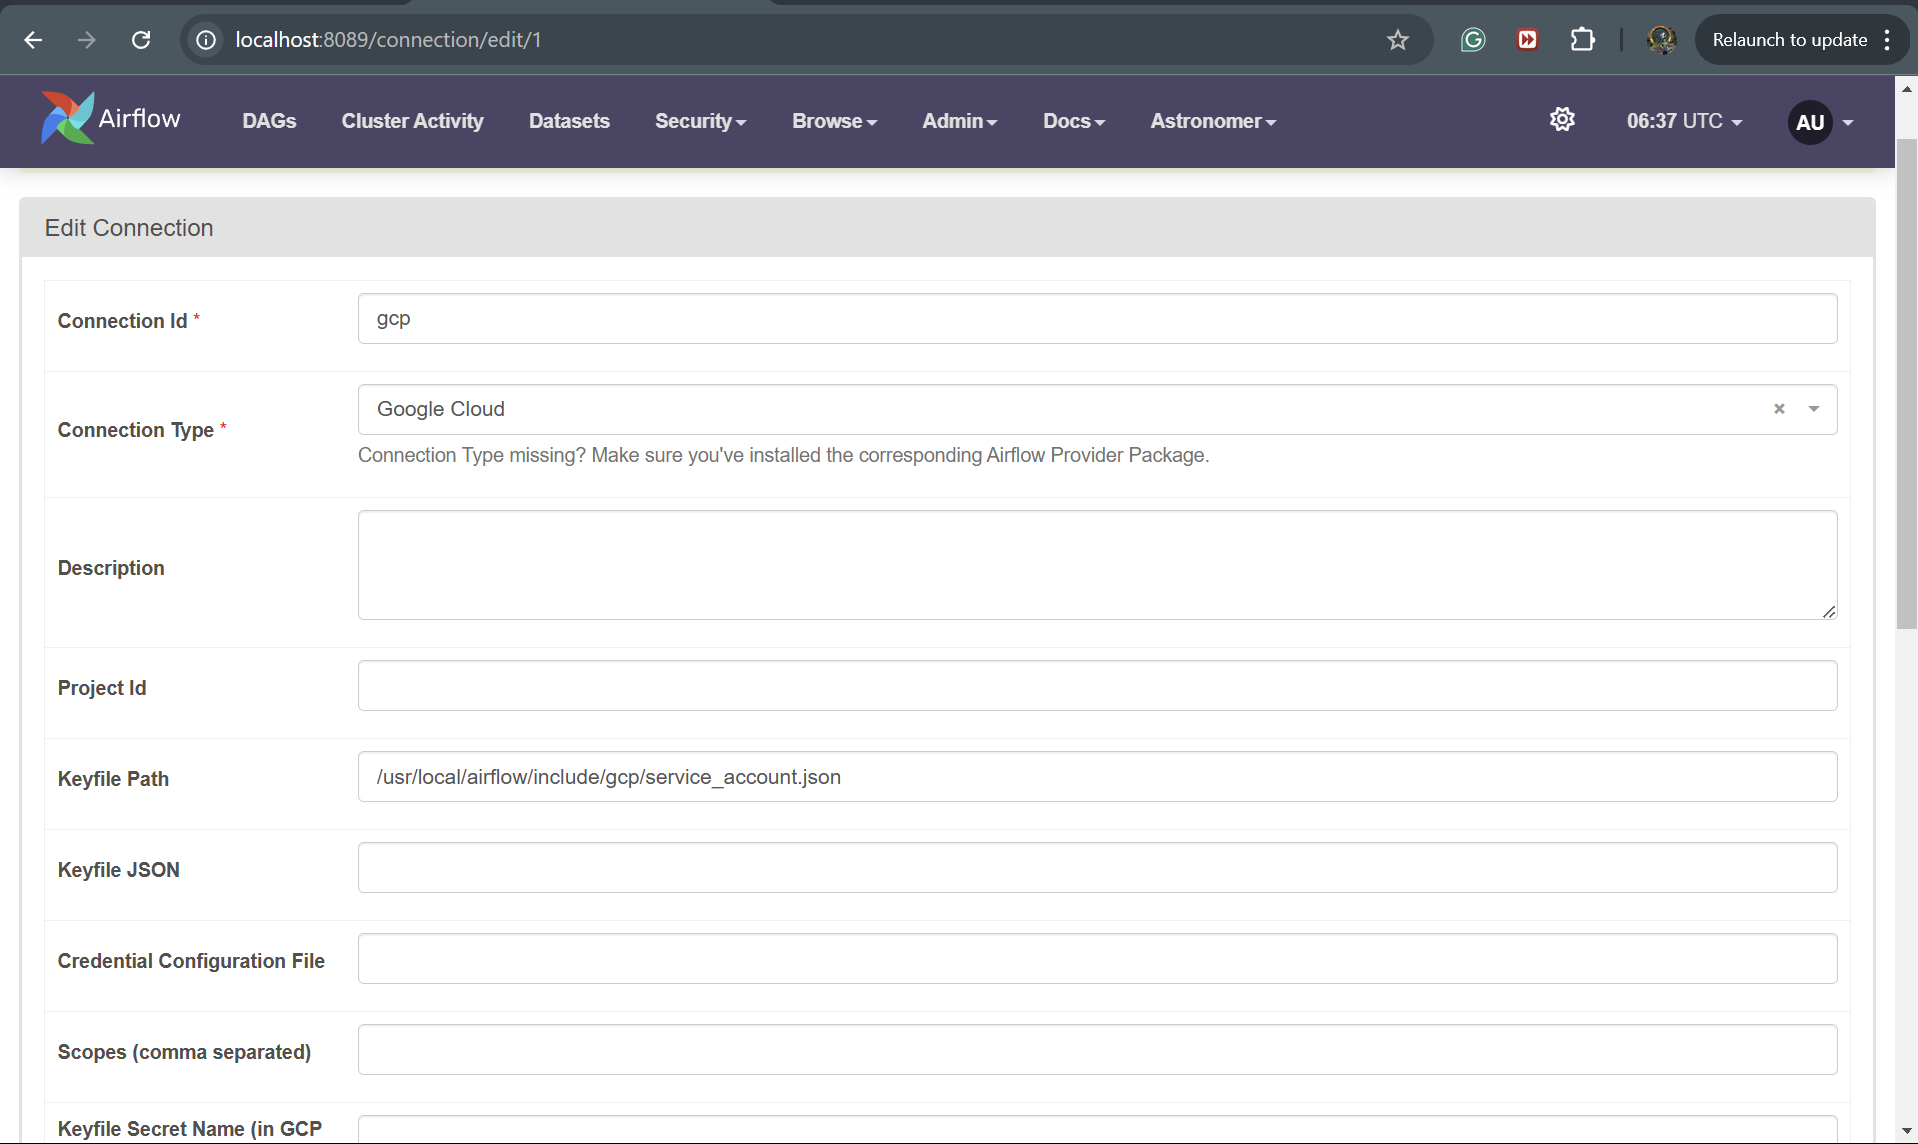 localhost:8089/connection/edit/1
Relaunch to update
Airflow DAGs Cluster Activity Datasets Security Browse Admin Docs Astronomer 06:37 UTC AU
Edit Connection
Connection Id * gcp
Connection Type * Google Cloud
Connection Type missing? Make sure you've installed the corresponding Airflow Provider Package.
Description
Project Id
Keyfile Path /usr/local/airflow/include/gcp/service_account.json
Keyfile JSON
Credential Configuration File
Scopes (comma separated)
Keyfile Secret Name (in GCP